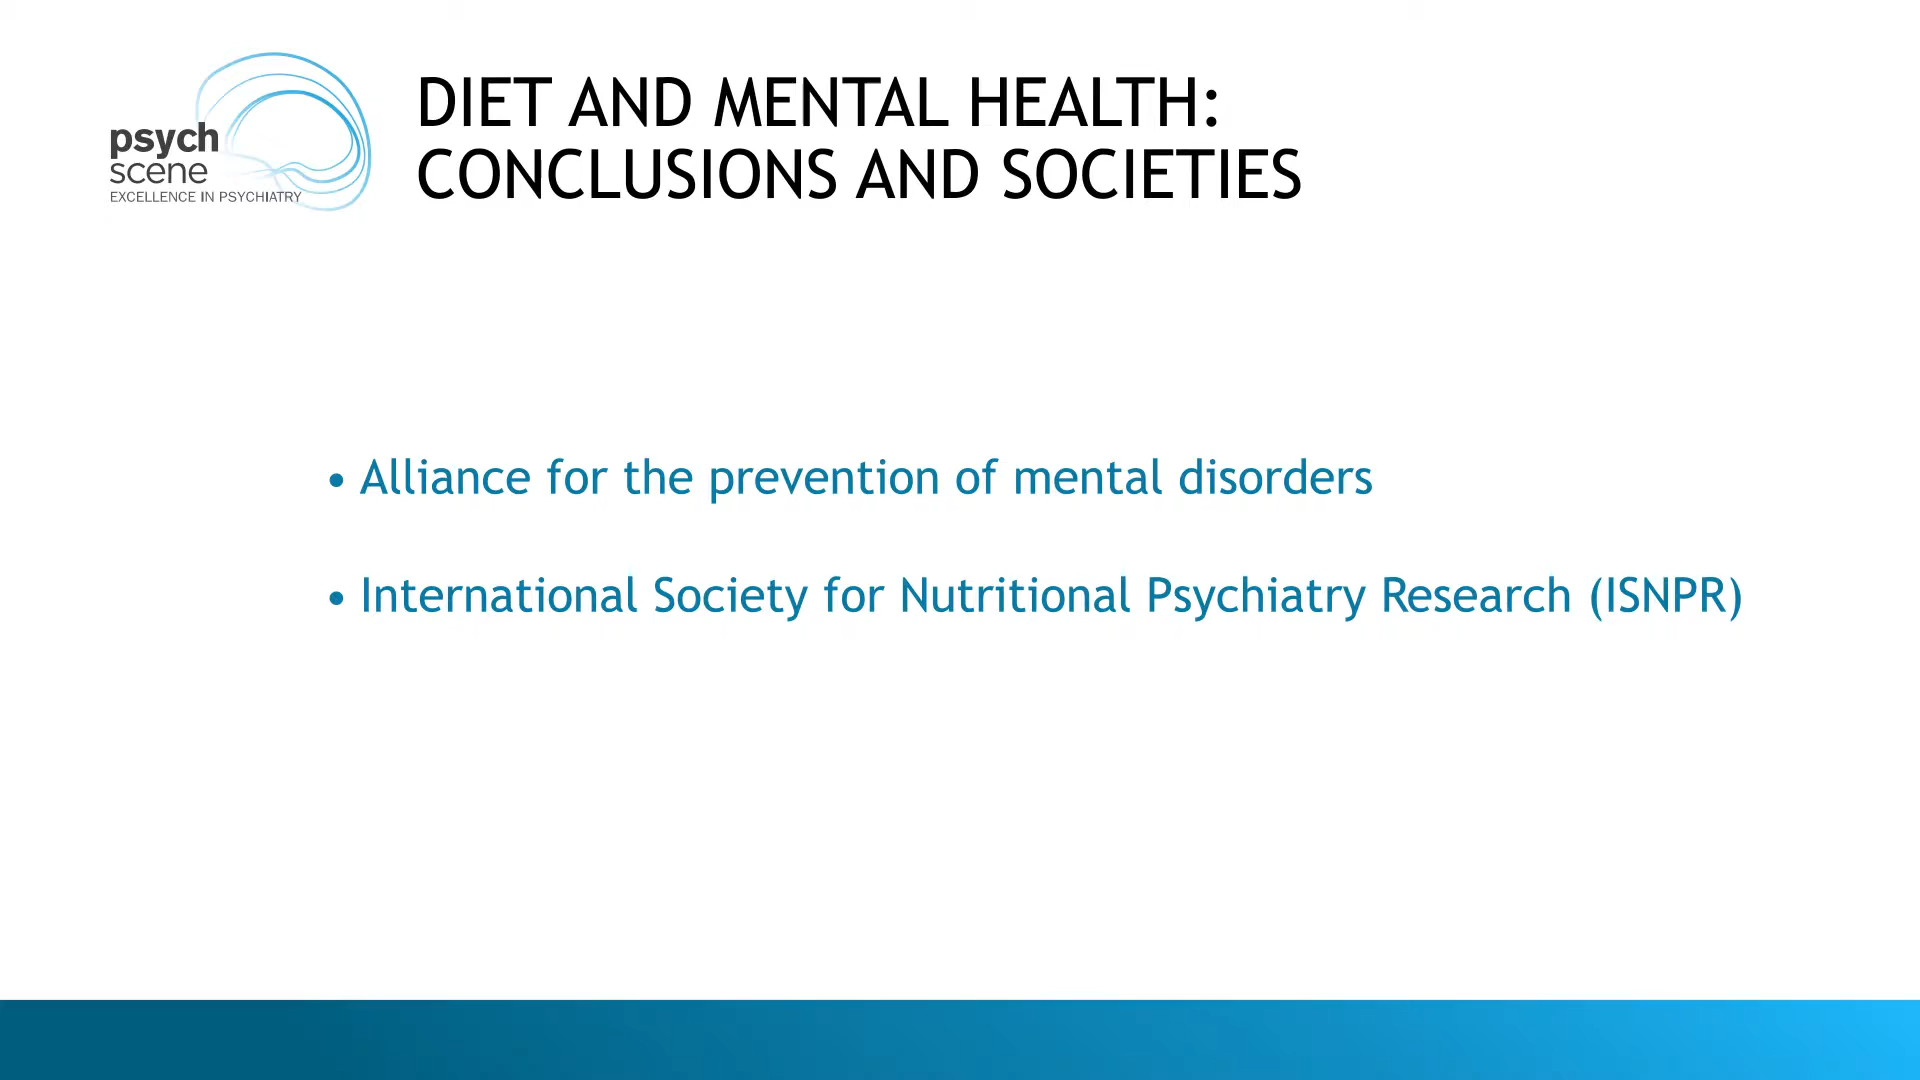 psych
scene
EXCELLENCE IN PSYCHIATRY
DIET AND MENTAL HEALTH:
CONCLUSIONS AND SOCIETIES
• Alliance for the prevention of mental disorders
• International Society for Nutritional Psychiatry Research (ISNPR)